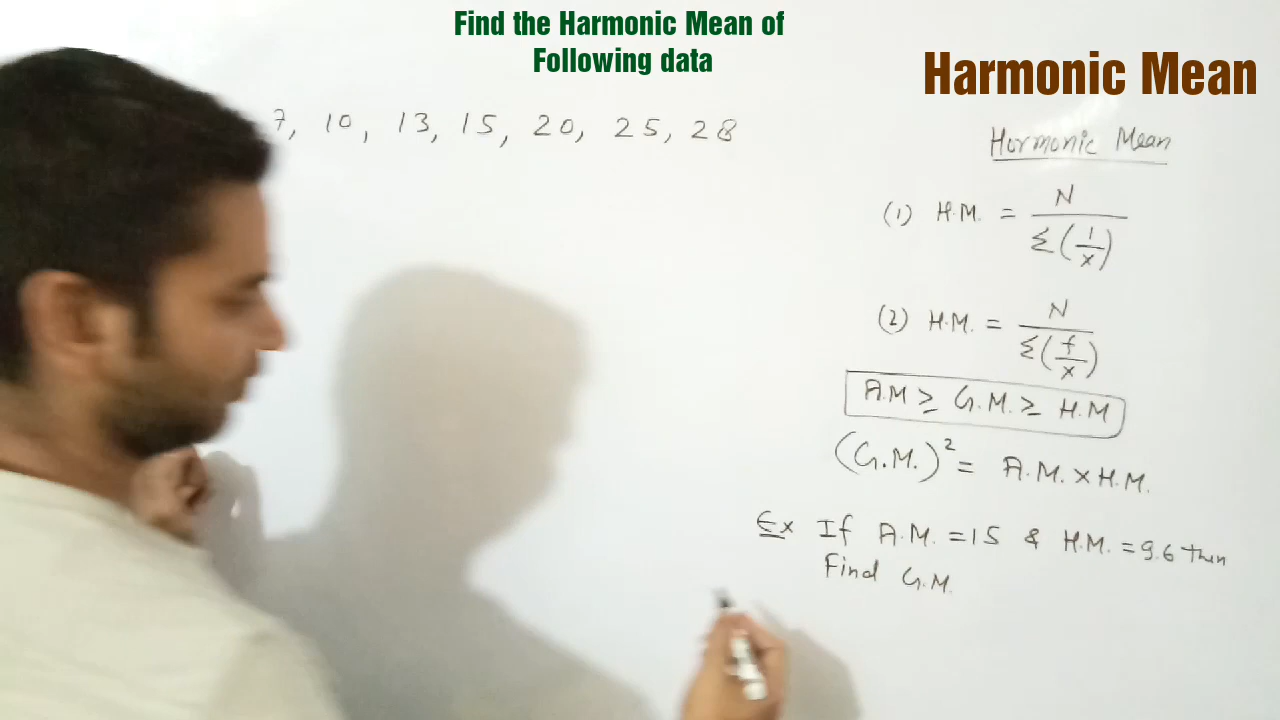 Find the Harmonic Mean of
Following data
Harmonic Mean
7, 10, 13, 15, 20, 25, 28
Harmonic Mean
(1) H.M. = N / Σ(1/x)
(2) H.M. = N / Σ(f/x)
A.M ≥ G.M. ≥ H.M
(G.M.)² = A.M. × H.M.
Ex If A.M. = 15 & H.M. = 9.6 then
Find G.M.